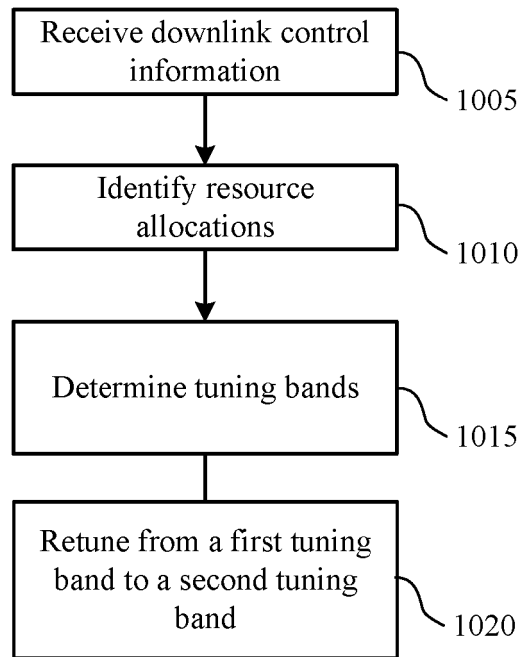 Receive downlink control
information
1005
Identify resource
allocations
1010
Determine tuning bands
1015
Retune from a first tuning
band to a second tuning
band
1020